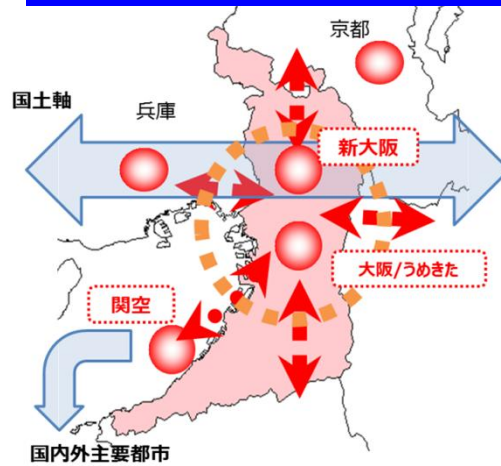 京都
国土軸
兵庫
新大阪
大阪/うめきた
関空
国内外主要都市